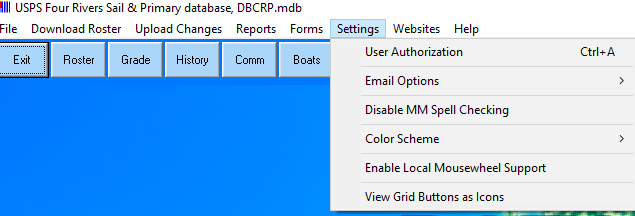 USPS Four Rivers Sail & Primary database, DBCRP.mdb
File Download Roster Upload Changes Reports Forms Settings Websites Help
Exit Roster Grade History Comm Boats
User Authorization Ctrl+A
Email Options
Disable MM Spell Checking
Color Scheme
Enable Local Mousewheel Support
View Grid Buttons as Icons